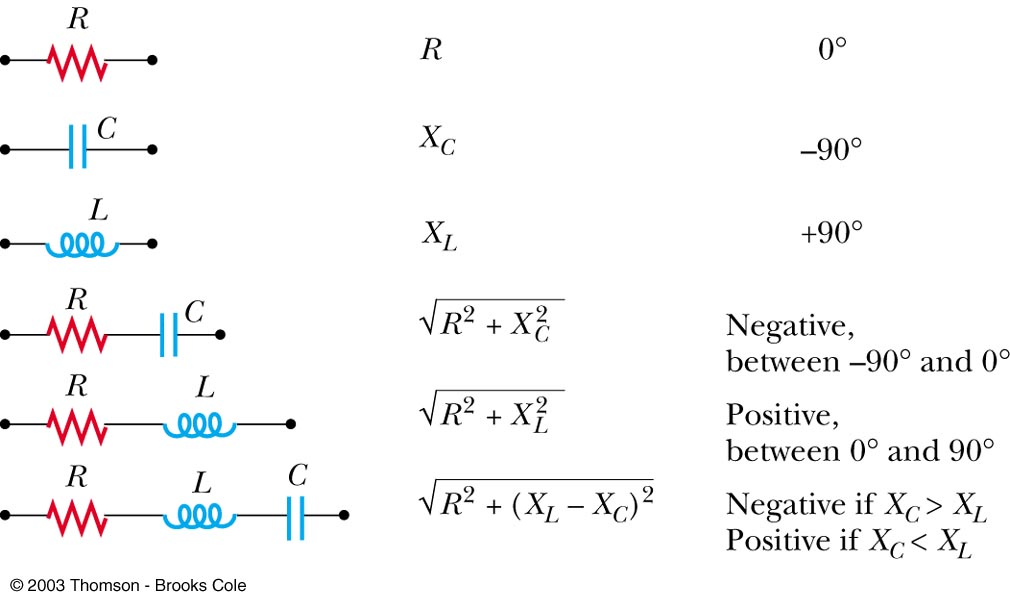 R
R 0°
C
X_C –90°
L
X_L +90°
R C
√(R² + X_C²) Negative,
between –90° and 0°
R L
√(R² + X_L²) Positive,
between 0° and 90°
R L C
√(R² + (X_L – X_C)²) Negative if X_C > X_L
Positive if X_C < X_L
© 2003 Thomson - Brooks Cole